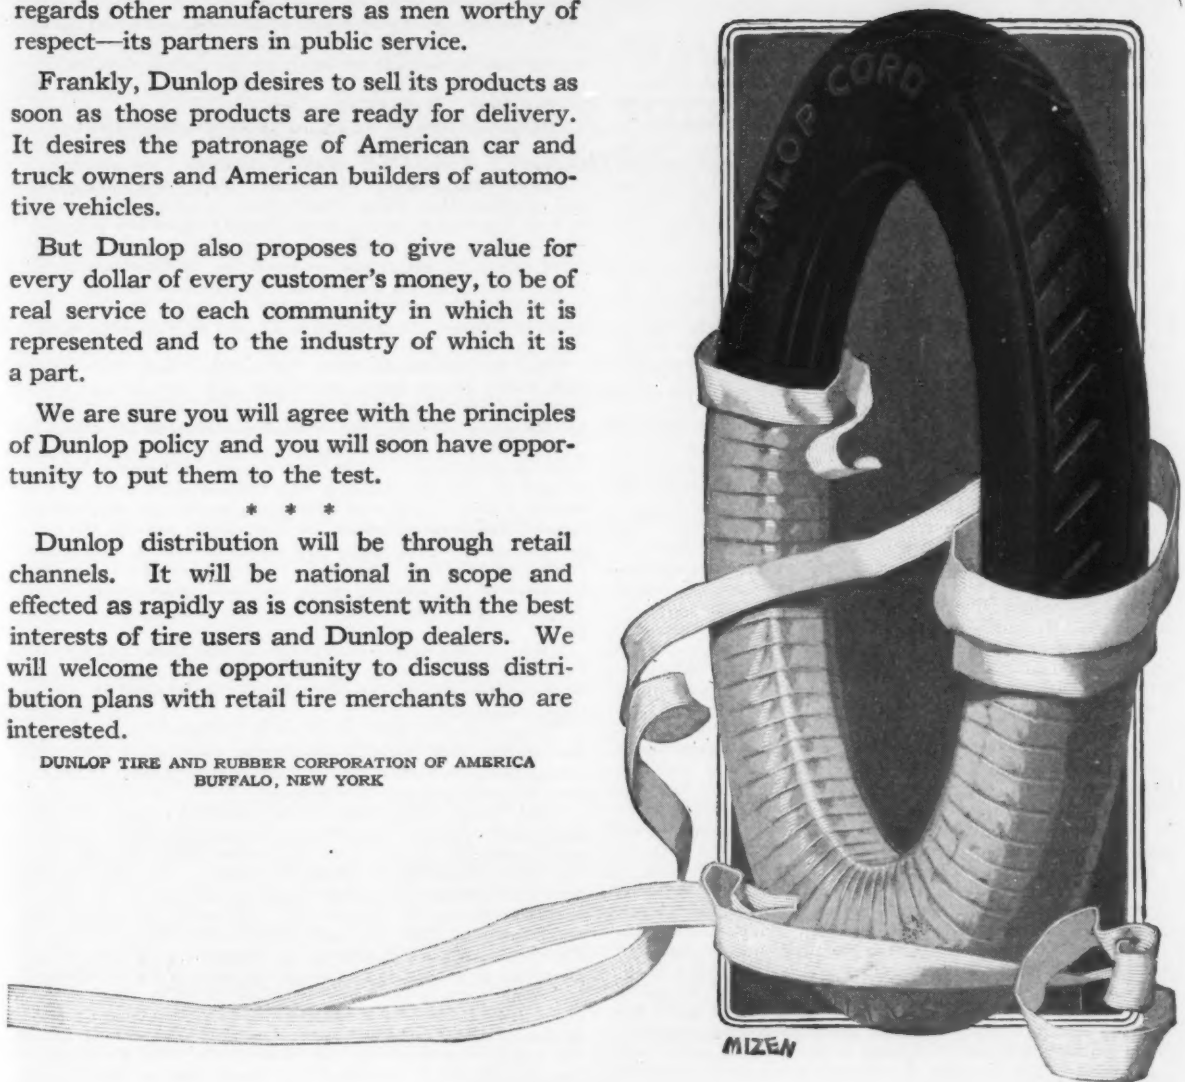 regards other manufacturers as men worthy of
respect—its partners in public service.
Frankly, Dunlop desires to sell its products as
soon as those products are ready for delivery.
It desires the patronage of American car and
truck owners and American builders of automo-
tive vehicles.
But Dunlop also proposes to give value for
every dollar of every customer's money, to be of
real service to each community in which it is
represented and to the industry of which it is
a part.
We are sure you will agree with the principles
of Dunlop policy and you will soon have oppor-
tunity to put them to the test.
* * *
Dunlop distribution will be through retail
channels. It will be national in scope and
effected as rapidly as is consistent with the best
interests of tire users and Dunlop dealers. We
will welcome the opportunity to discuss distri-
bution plans with retail tire merchants who are
interested.
DUNLOP TIRE AND RUBBER CORPORATION OF AMERICA
BUFFALO, NEW YORK
DUNLOP CORD
MIZEN